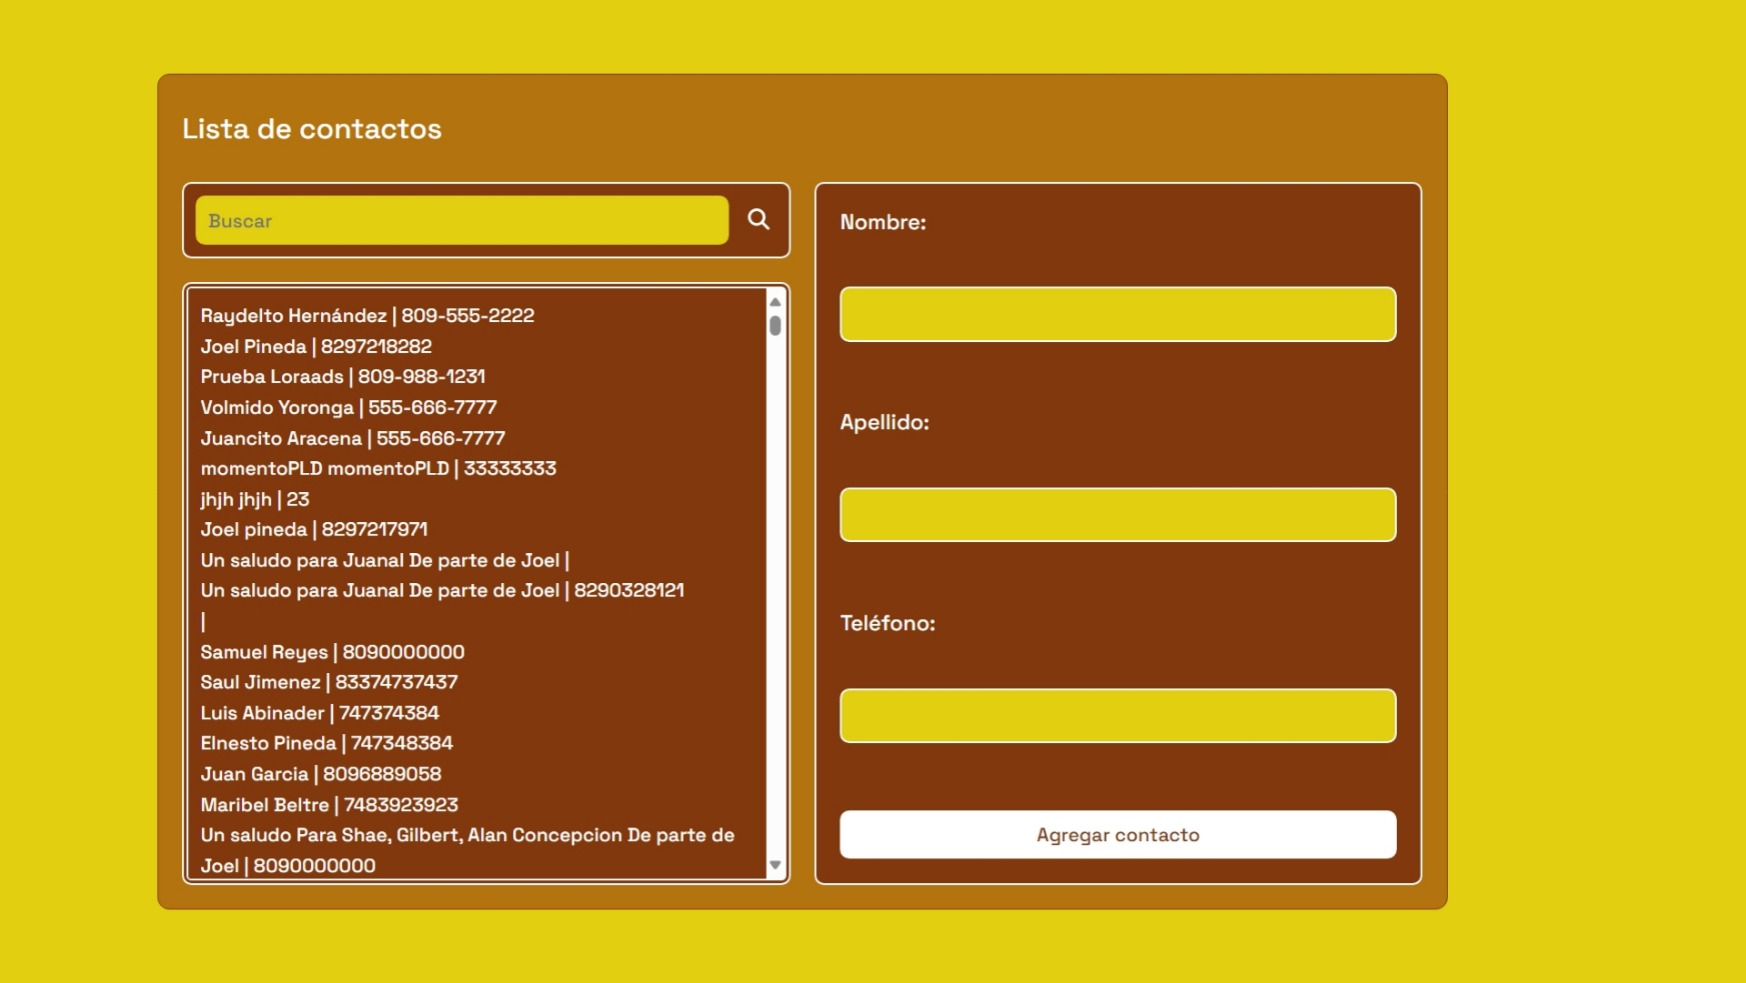 Lista de contactos
Buscar
Raydelto Hernández | 809-555-2222
Joel Pineda | 8297218282
Prueba Loraads | 809-988-1231
Volmido Yoronga | 555-666-7777
Juancito Aracena | 555-666-7777
momentoPLD momentoPLD | 33333333
jhjh jhjh | 23
Joel pineda | 8297217971
Un saludo para Juanal De parte de Joel |
Un saludo para Juanal De parte de Joel | 8290328121
|
Samuel Reyes | 8090000000
Saul Jimenez | 83374737437
Luis Abinader | 747374384
Elnesto Pineda | 747348384
Juan Garcia | 8096889058
Maribel Beltre | 7483923923
Un saludo Para Shae, Gilbert, Alan Concepcion De parte de
Joel | 8090000000
Nombre:
Apellido:
Teléfono:
Agregar contacto